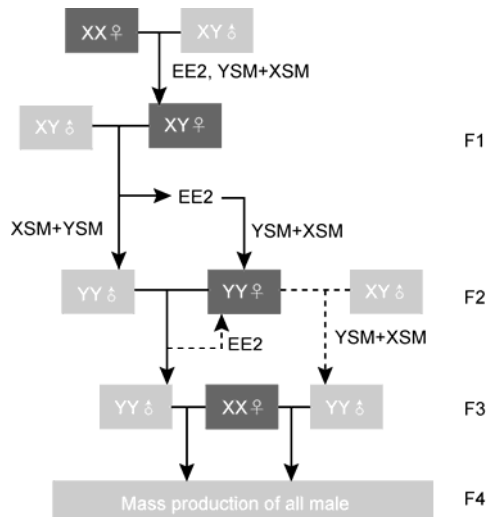 XX♀ XY♂
EE2, YSM+XSM
XY♂ XY♀ F1
EE2
XSM+YSM YSM+XSM
YY♂ YY♀ XY♂ F2
EE2 YSM+XSM
YY♂ XX♀ YY♂ F3
Mass production of all male F4